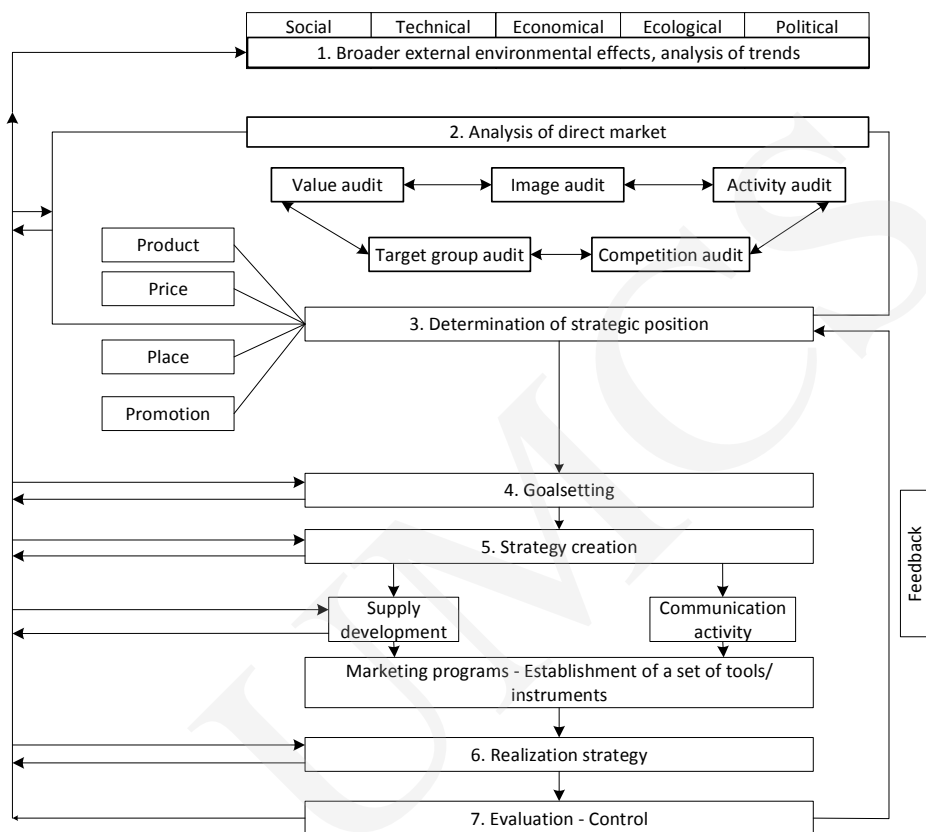 Social Technical Economical Ecological Political
1. Broader external environmental effects, analysis of trends
2. Analysis of direct market
Value audit Image audit Activity audit
Target group audit Competition audit
Product
Price
3. Determination of strategic position
Place
Promotion
4. Goalsetting
5. Strategy creation
Supply
development
Communication
activity
Marketing programs - Establishment of a set of tools/
instruments
6. Realization strategy
7. Evaluation - Control
Feedback
UMCS